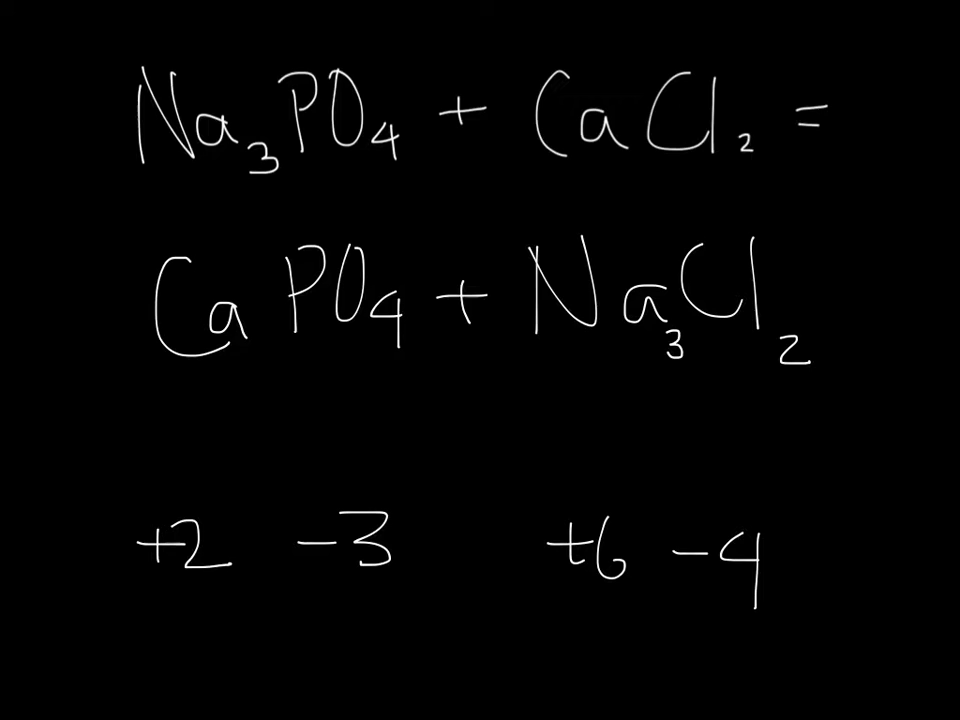 Na₃PO₄ + CaCl₂ =
CaPO₄ + Na₃Cl₂
+2 -3 +6 -4